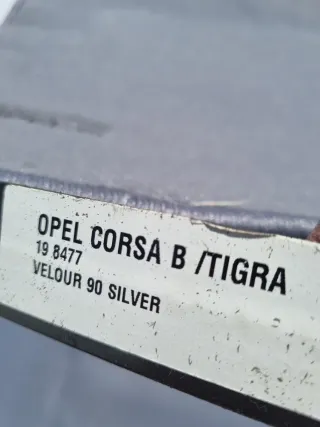 OPEL CORSA B /TIGRA
19 8477
VELOUR 90 SILVER